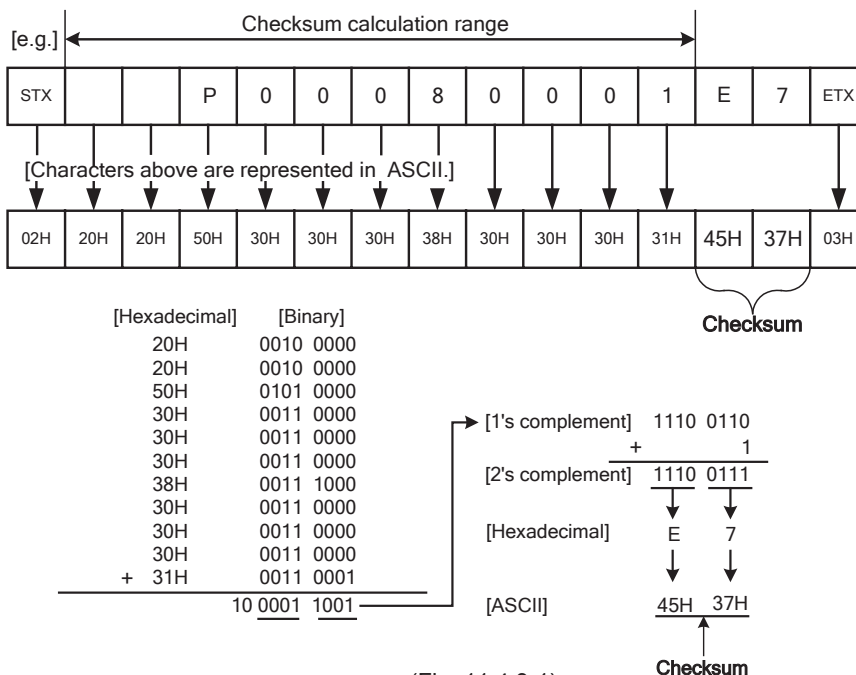 Checksum calculation range
[e.g.]
STX P 0 0 0 8 0 0 0 1 E 7 ETX
[Characters above are represented in ASCII.]
02H 20H 20H 50H 30H 30H 30H 38H 30H 30H 30H 31H 45H 37H 03H
Checksum
[Hexadecimal] [Binary]
20H 0010 0000
20H 0010 0000
50H 0101 0000
30H 0011 0000
30H 0011 0000
30H 0011 0000
38H 0011 1000
30H 0011 0000
30H 0011 0000
30H 0011 0000
+ 31H 0011 0001
10 0001 1001
[1's complement] 1110 0110
+ 1
[2's complement] 1110 0111
[Hexadecimal] E 7
[ASCII] 45H 37H
Checksum